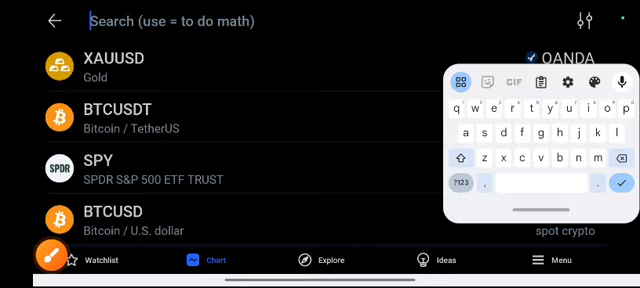 Search (use = to do math)
XAUUSD
OANDA
Gold
BTCUSDT
Bitcoin / TetherUS
SPDR
SPY
SPDR S&P 500 ETF TRUST
BTCUSD
Bitcoin / U.S. dollar
spot crypto
Watchlist
Chart
Explore
Ideas
Menu
GIF
q w e r t y u i o p
a s d f g h j k l
z x c v b n m
?123 , .